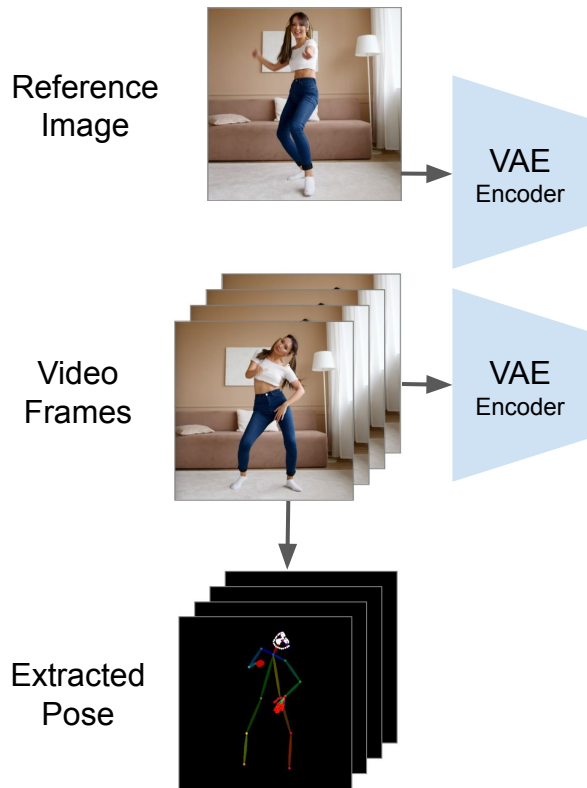 Reference
Image
VAE
Encoder
Video
Frames
VAE
Encoder
Extracted
Pose